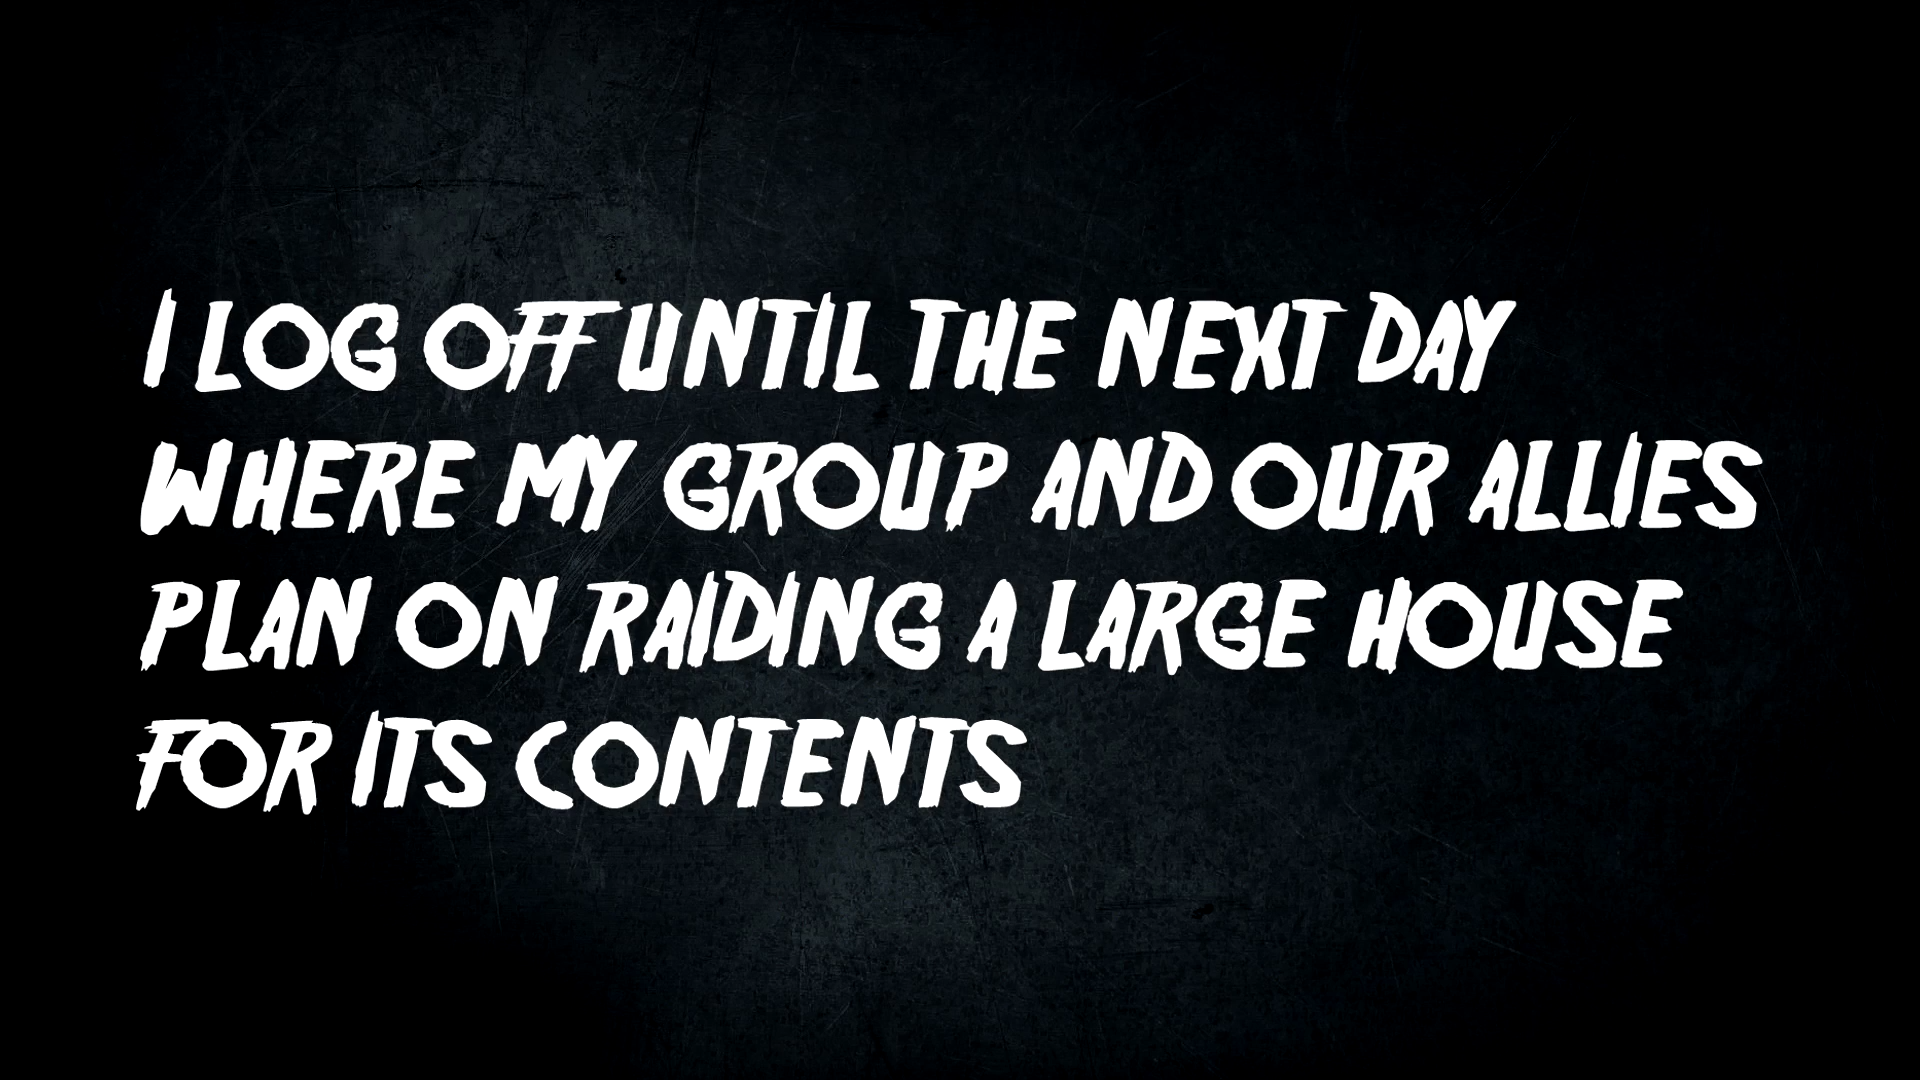 I LOG OFF UNTIL THE NEXT DAY
WHERE MY GROUP AND OUR ALLIES
PLAN ON RAIDING A LARGE HOUSE
FOR ITS CONTENTS